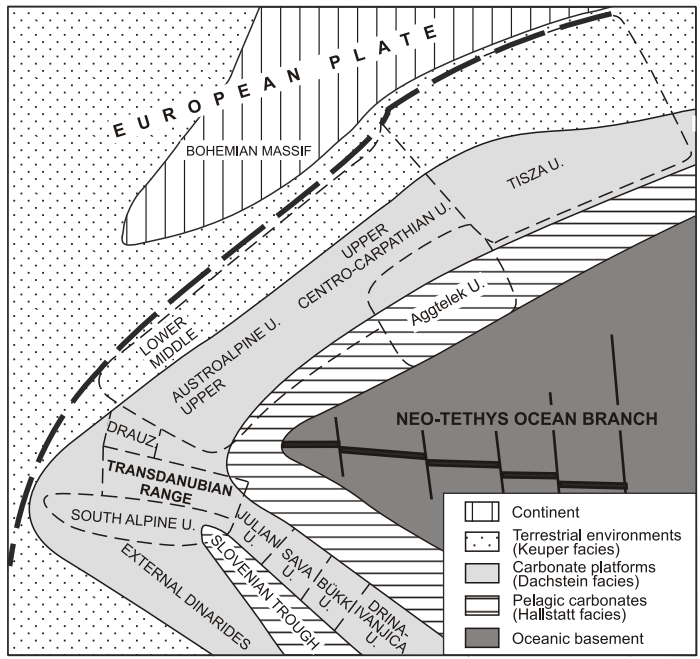 EUROPEAN PLATE
BOHEMIAN MASSIF
TISZA U.
UPPER
CENTRO-CARPATHIAN U.
Aggtelek U.
LOWER
MIDDLE
AUSTROALPINE U.
UPPER
NEO-TETHYS OCEAN BRANCH
DRAUZ.
TRANSDANUBIAN
RANGE
SOUTH ALPINE U.
JULIAN
U.
SAVA
U.
BÜKK
U.
DRINA-
IVANJICA
U.
SLOVENIAN TROUGH
EXTERNAL DINARIDES
Continent
Terrestrial environments
(Keuper facies)
Carbonate platforms
(Dachstein facies)
Pelagic carbonates
(Hallstatt facies)
Oceanic basement